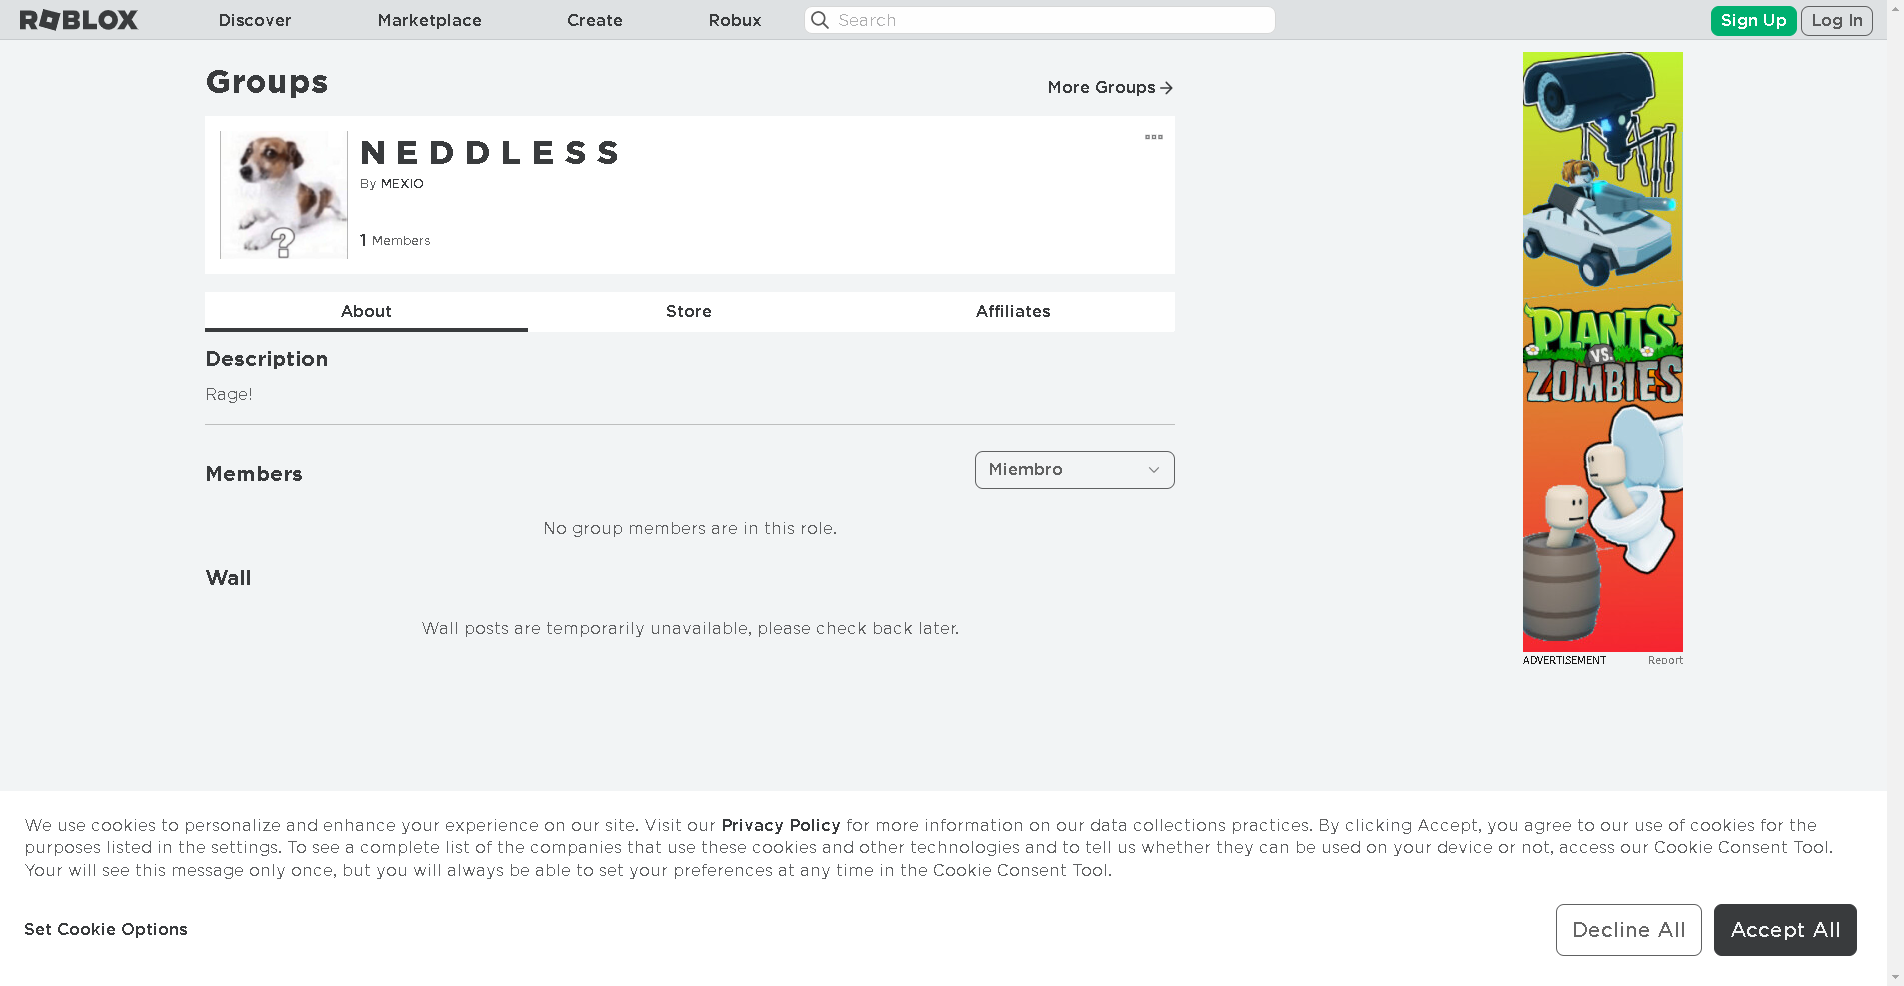 ROBLOX
Discover
Marketplace
Create
Robux
Search
Sign Up
Log In
Groups
More Groups
N E D D L E S S
By MEXIO
1 Members
About
Store
Affiliates
Description
Rage!
Members
Miembro
No group members are in this role.
Wall
Wall posts are temporarily unavailable, please check back later.
PLANTS
VS.
ZOMBIES
ADVERTISEMENT
Report
We use cookies to personalize and enhance your experience on our site. Visit our Privacy Policy for more information on our data collections practices. By clicking Accept, you agree to our use of cookies for the
purposes listed in the settings. To see a complete list of the companies that use these cookies and other technologies and to tell us whether they can be used on your device or not, access our Cookie Consent Tool.
Your will see this message only once, but you will always be able to set your preferences at any time in the Cookie Consent Tool.
Set Cookie Options
Decline All
Accept All